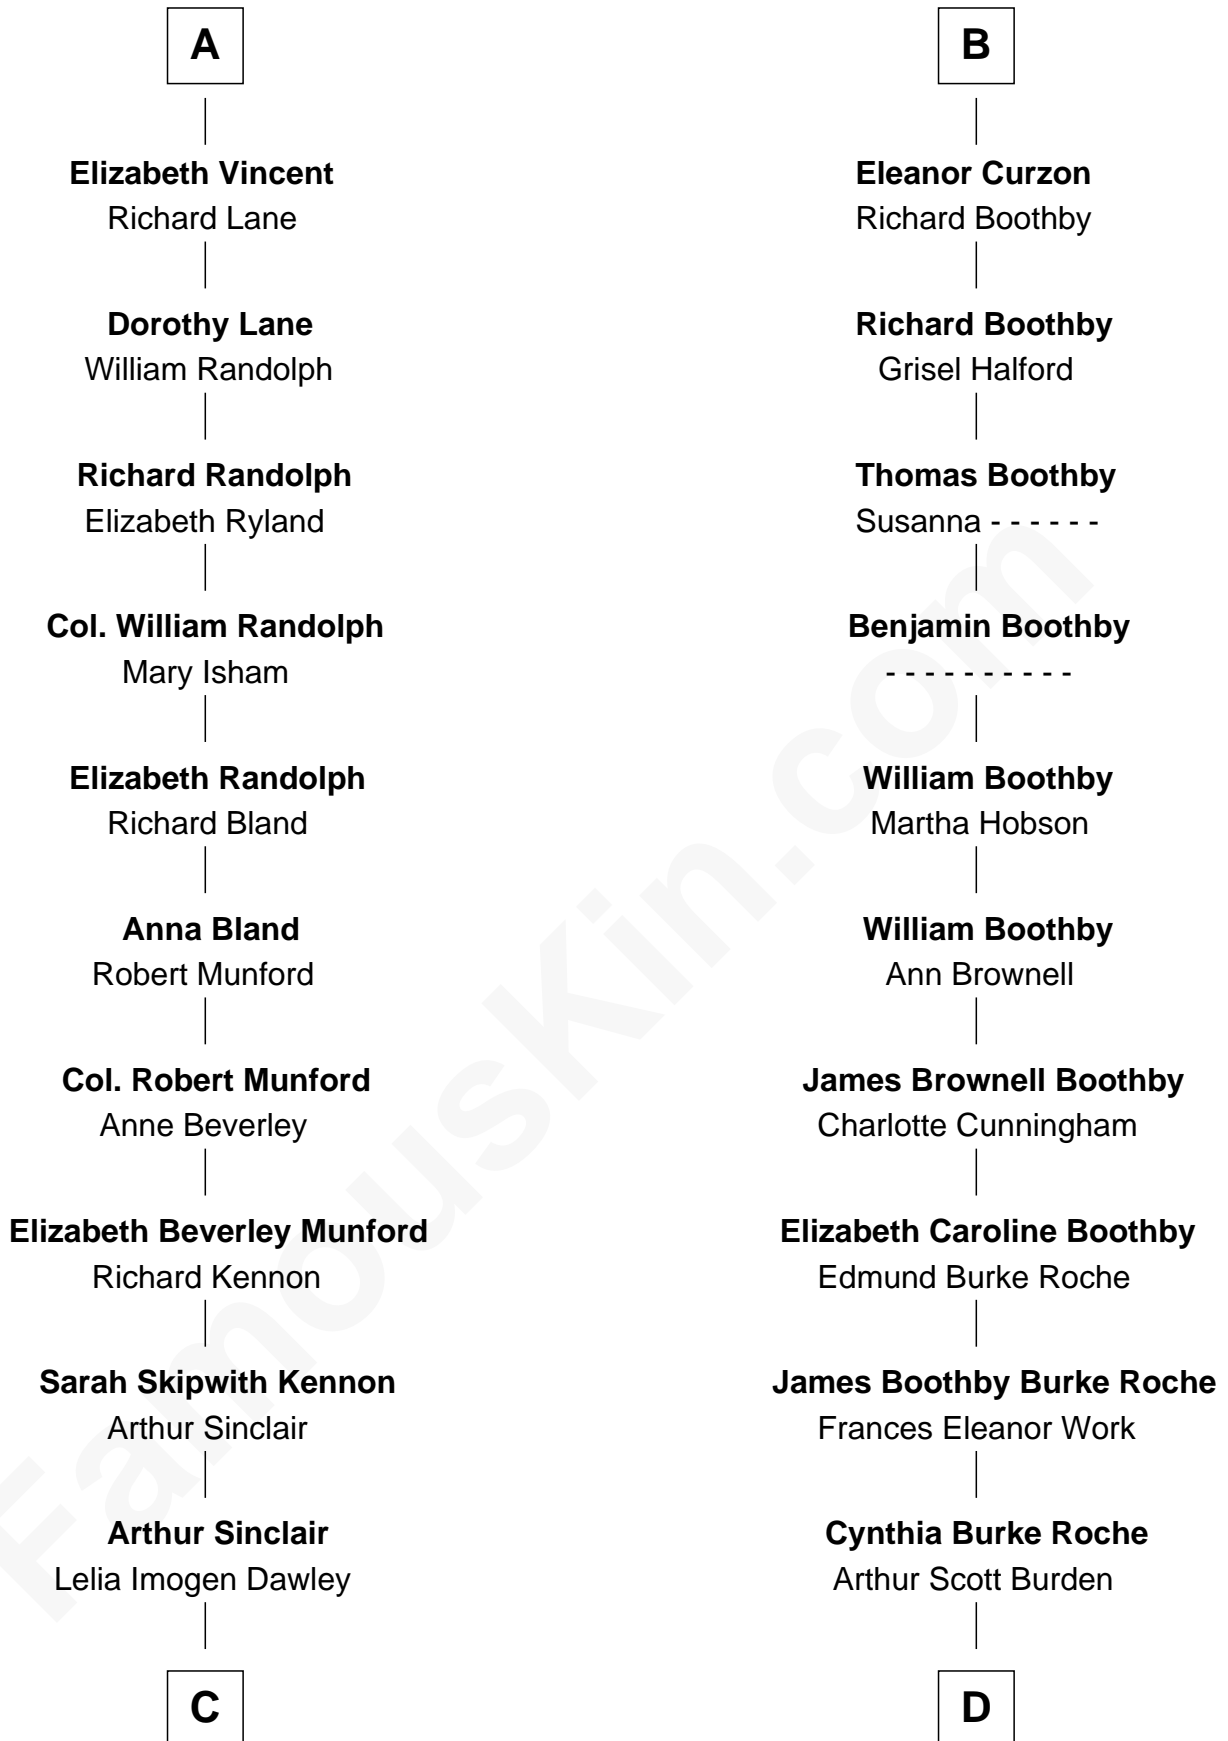 A
Elizabeth Vincent
Richard Lane
Dorothy Lane
William Randolph
Richard Randolph
Elizabeth Ryland
Col. William Randolph
Mary Isham
Elizabeth Randolph
Richard Bland
Anna Bland
Robert Munford
Col. Robert Munford
Anne Beverley
Elizabeth Beverley Munford
Richard Kennon
Sarah Skipwith Kennon
Arthur Sinclair
Arthur Sinclair
Lelia Imogen Dawley
C
B
Eleanor Curzon
Richard Boothby
Richard Boothby
Grisel Halford
Thomas Boothby
Susanna - - - - - -
Benjamin Boothby
- - - - - - - - - -
William Boothby
Martha Hobson
William Boothby
Ann Brownell
James Brownell Boothby
Charlotte Cunningham
Elizabeth Caroline Boothby
Edmund Burke Roche
James Boothby Burke Roche
Frances Eleanor Work
Cynthia Burke Roche
Arthur Scott Burden
D
FamousKin.com